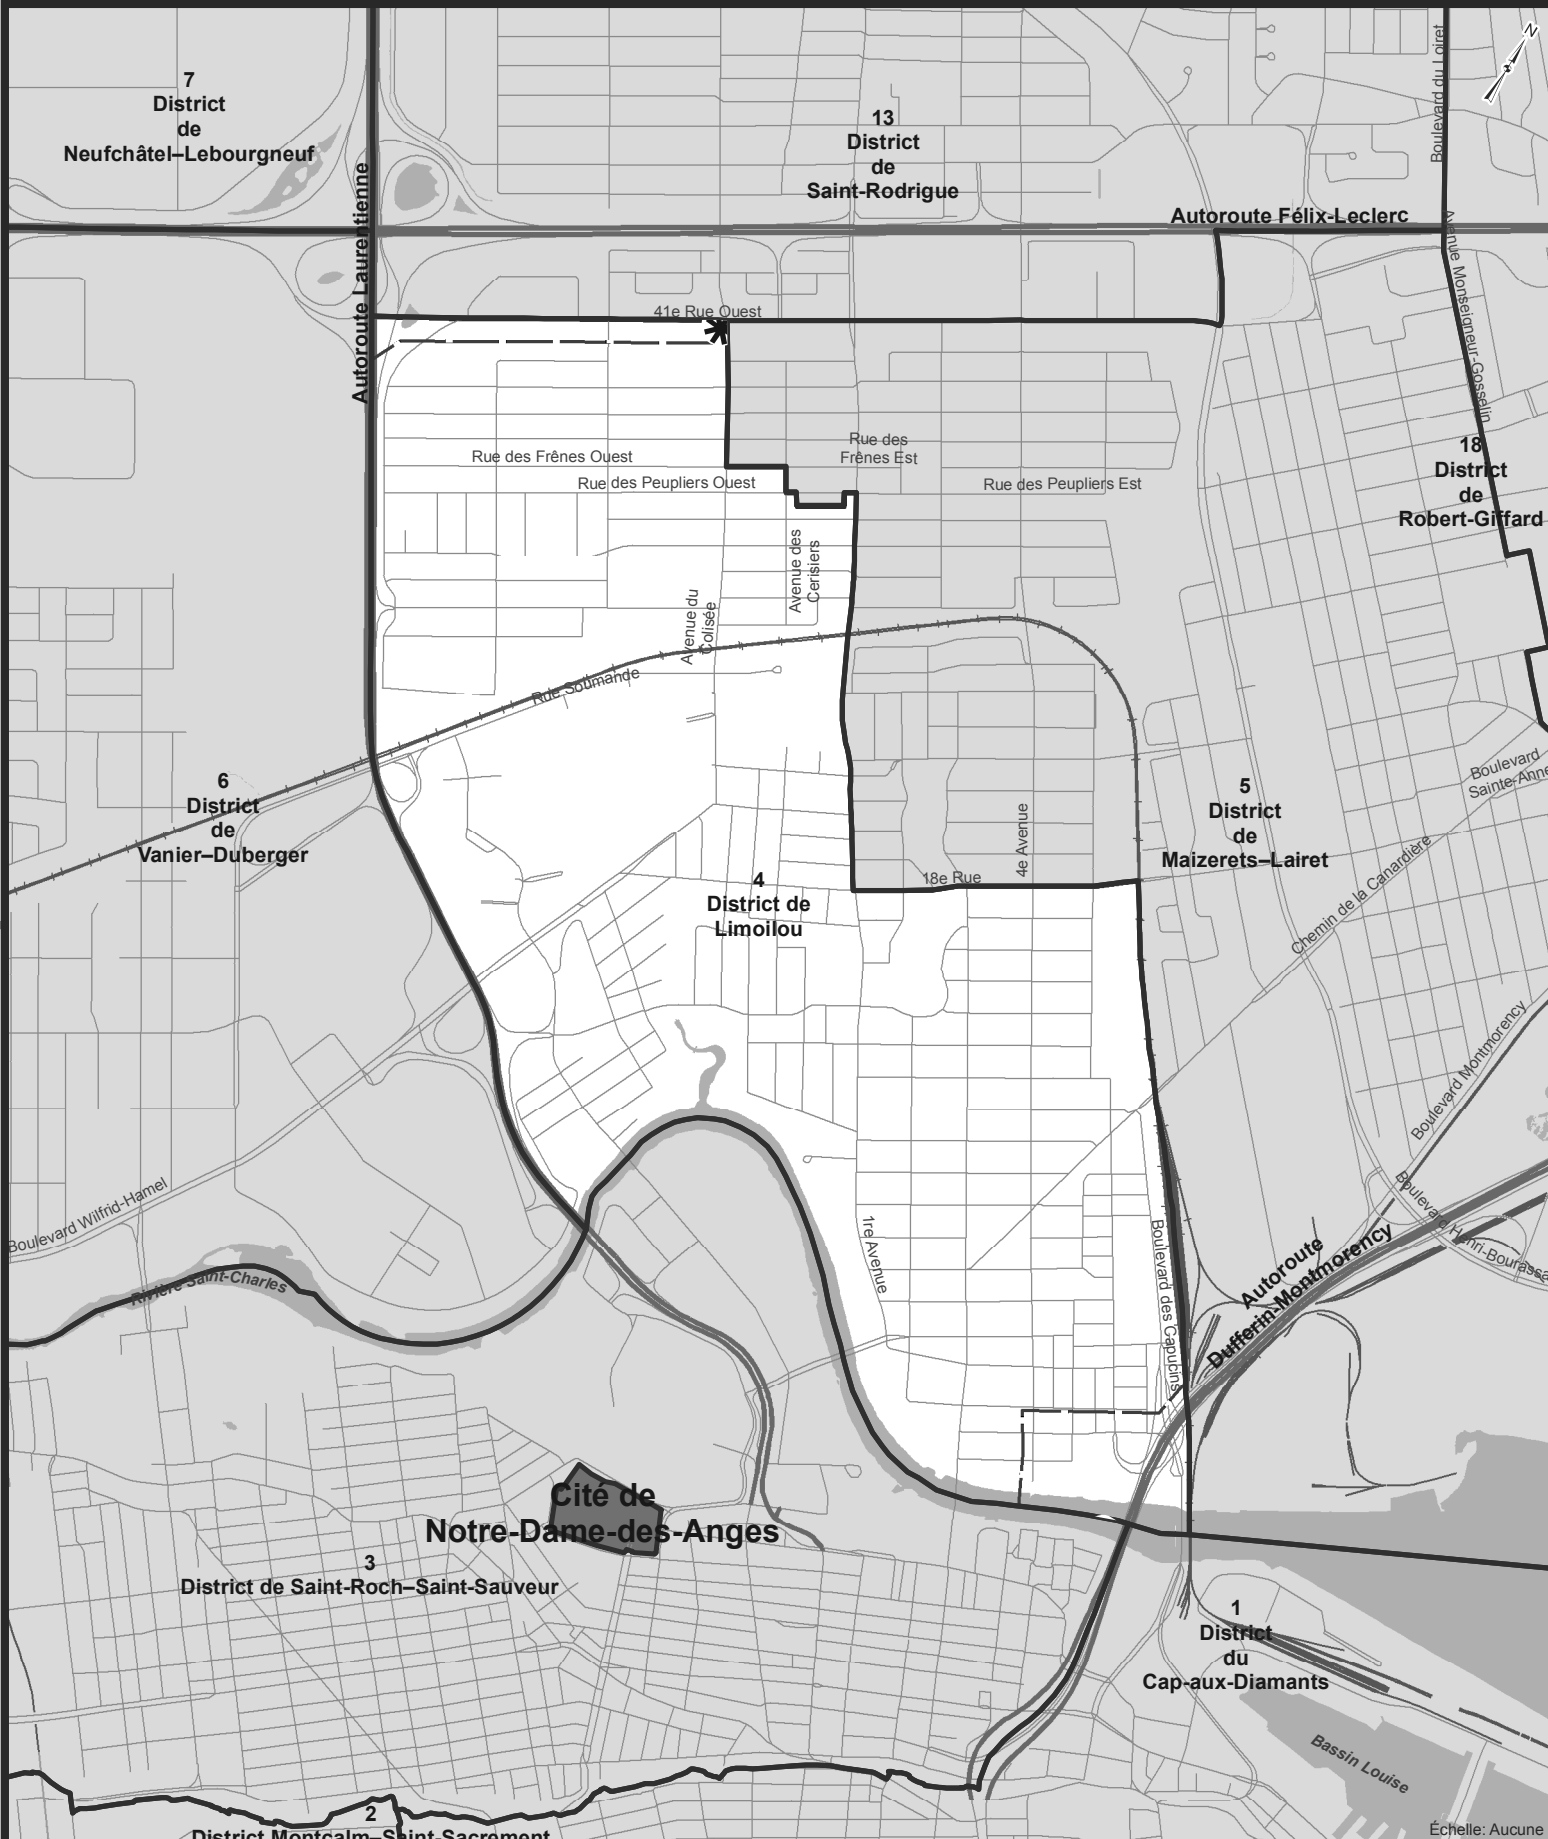 N
Boulevard du Loiret
7
District
de
Neufchâtel–Lebourgneuf
13
District
de
Saint-Rodrigue
Autoroute Félix-Leclerc
Autoroute Laurentienne
Avenue Monseigneur-Gosselin
41e Rue Ouest
Rue des
Frênes Est
Rue des Frênes Ouest
Rue des Peupliers Ouest
Rue des Peupliers Est
18
District
de
Robert-Giffard
Avenue des
Cerisiers
Avenue du
Colisée
Rue Soumande
6
District
de
Vanier–Duberger
Boulevard
Sainte-Anne
5
District
de
Maizerets–Lairet
4e Avenue
18e Rue
4
District de
Limoilou
Chemin de la Canardière
Boulevard Montmorency
Boulevard Wilfrid-Hamel
Rivière Saint-Charles
1re Avenue
Boulevard des Capucins
Autoroute
Dufferin-Montmorency
Boulevard Henri-Bourassa
Cité de
Notre-Dame-des-Anges
3
District de Saint-Roch–Saint-Sauveur
1
District
du
Cap-aux-Diamants
Bassin Louise
2
District Montcalm–Saint-Sacrement
Échelle: Aucune